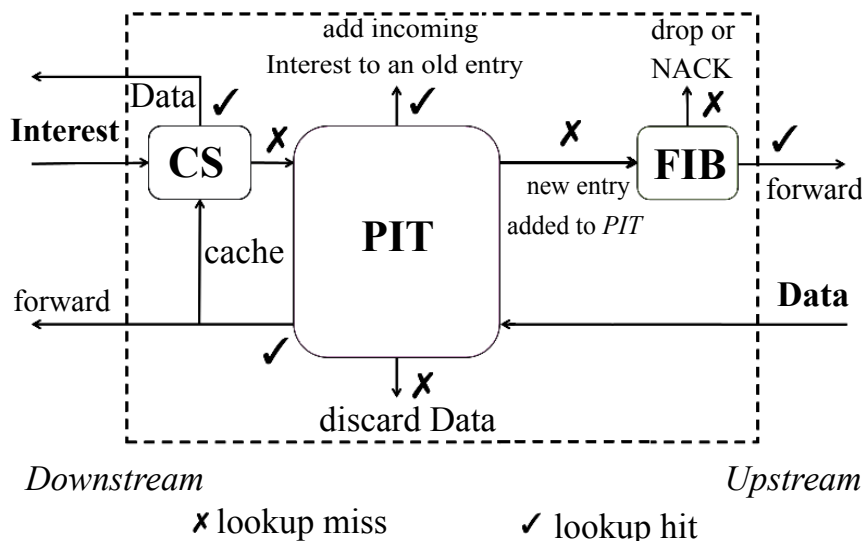 add incoming
Interest to an old entry
drop or
NACK
Data
Interest
CS
PIT
FIB
new entry
added to PIT
forward
cache
forward
Data
discard Data
Downstream
Upstream
✗ lookup miss
✓ lookup hit